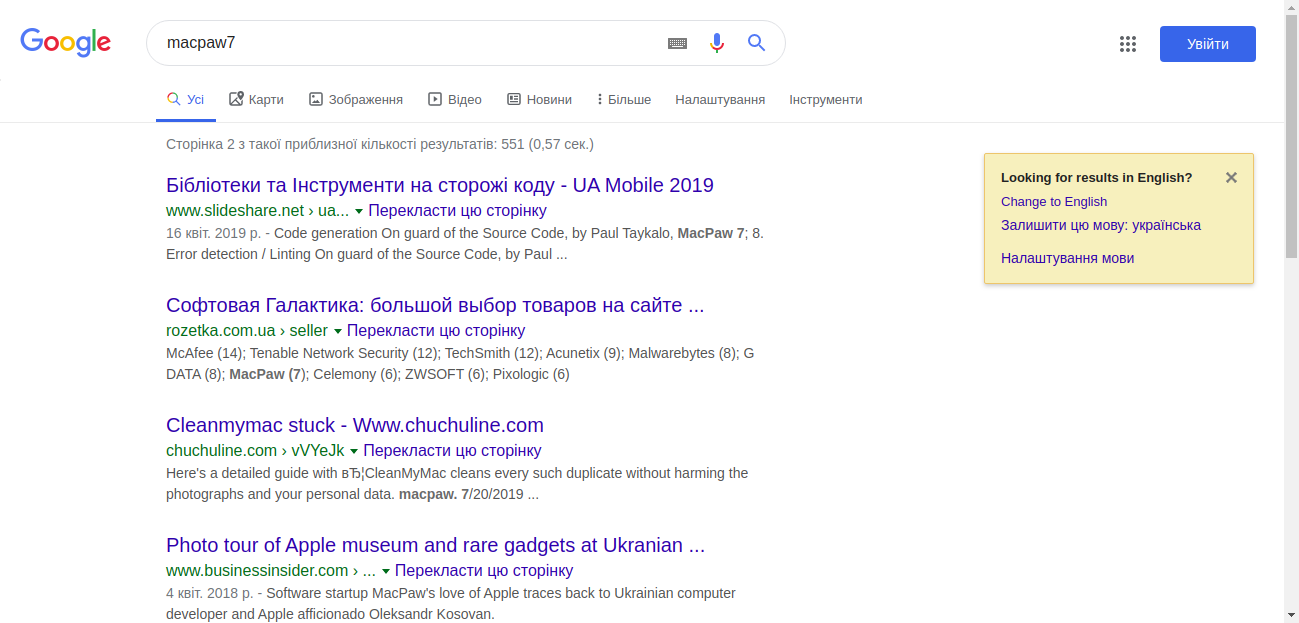 Google
macpaw7
Увійти
Усі Карти Зображення Відео Новини Більше Налаштування Інструменти
Сторінка 2 з такої приблизної кількості результатів: 551 (0,57 сек.)
Looking for results in English?
Change to English
Залишити цю мову: українська
Налаштування мови
Бібліотеки та Інструменти на сторожі коду - UA Mobile 2019
www.slideshare.net › ua... Перекласти цю сторінку
16 квіт. 2019 р. - Code generation On guard of the Source Code, by Paul Taykalo, MacPaw 7; 8.
Error detection / Linting On guard of the Source Code, by Paul ...
Софтовая Галактика: большой выбор товаров на сайте ...
rozetka.com.ua › seller Перекласти цю сторінку
McAfee (14); Tenable Network Security (12); TechSmith (12); Acunetix (9); Malwarebytes (8); G
DATA (8); MacPaw (7); Celemony (6); ZWSOFT (6); Pixologic (6)
Cleanmymac stuck - Www.chuchuline.com
chuchuline.com › vVYeJk Перекласти цю сторінку
Here's a detailed guide with вЂ¦CleanMyMac cleans every such duplicate without harming the
photographs and your personal data. macpaw. 7/20/2019 ...
Photo tour of Apple museum and rare gadgets at Ukranian ...
www.businessinsider.com › ... Перекласти цю сторінку
4 квіт. 2018 р. - Software startup MacPaw's love of Apple traces back to Ukrainian computer
developer and Apple afficionado Oleksandr Kosovan.